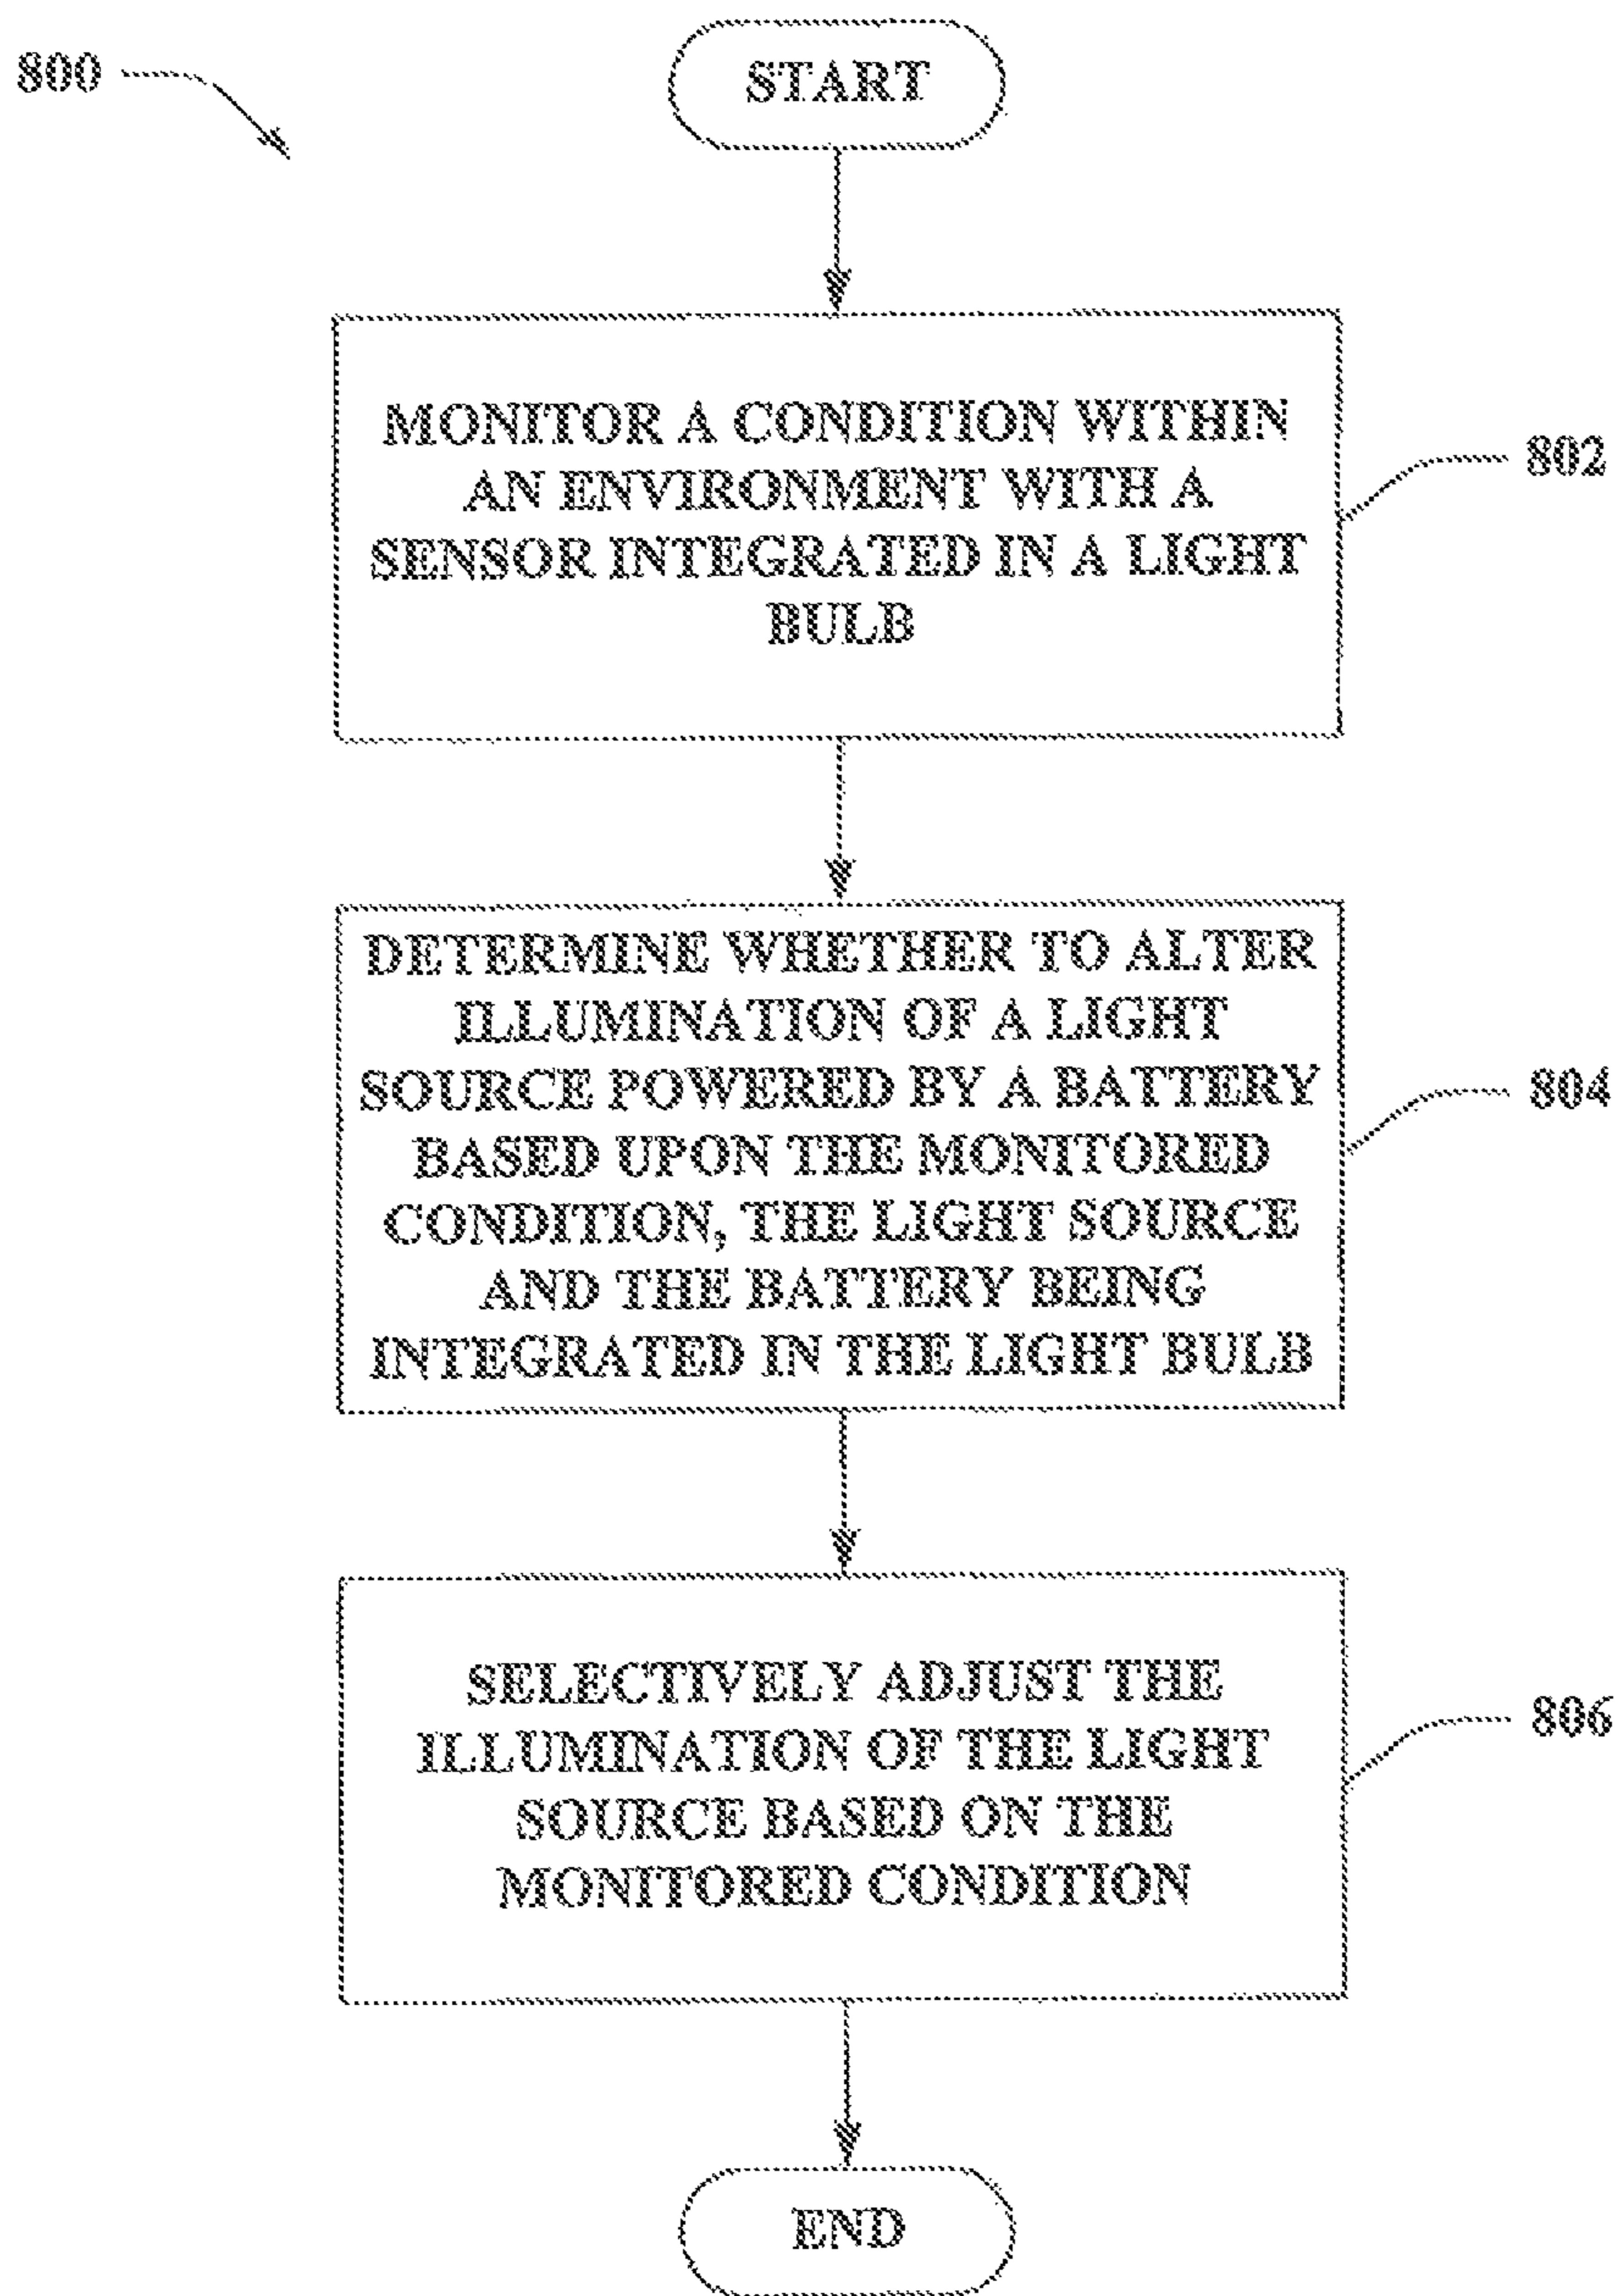 800
START
MONITOR A CONDITION WITHIN
AN ENVIRONMENT WITH A
SENSOR INTEGRATED IN A LIGHT
BULB
802
DETERMINE WHETHER TO ALTER
ILLUMINATION OF A LIGHT
SOURCE POWERED BY A BATTERY
BASED UPON THE MONITORED
CONDITION, THE LIGHT SOURCE
AND THE BATTERY BEING
INTEGRATED IN THE LIGHT BULB
804
SELECTIVELY ADJUST THE
ILLUMINATION OF THE LIGHT
SOURCE BASED ON THE
MONITORED CONDITION
806
END